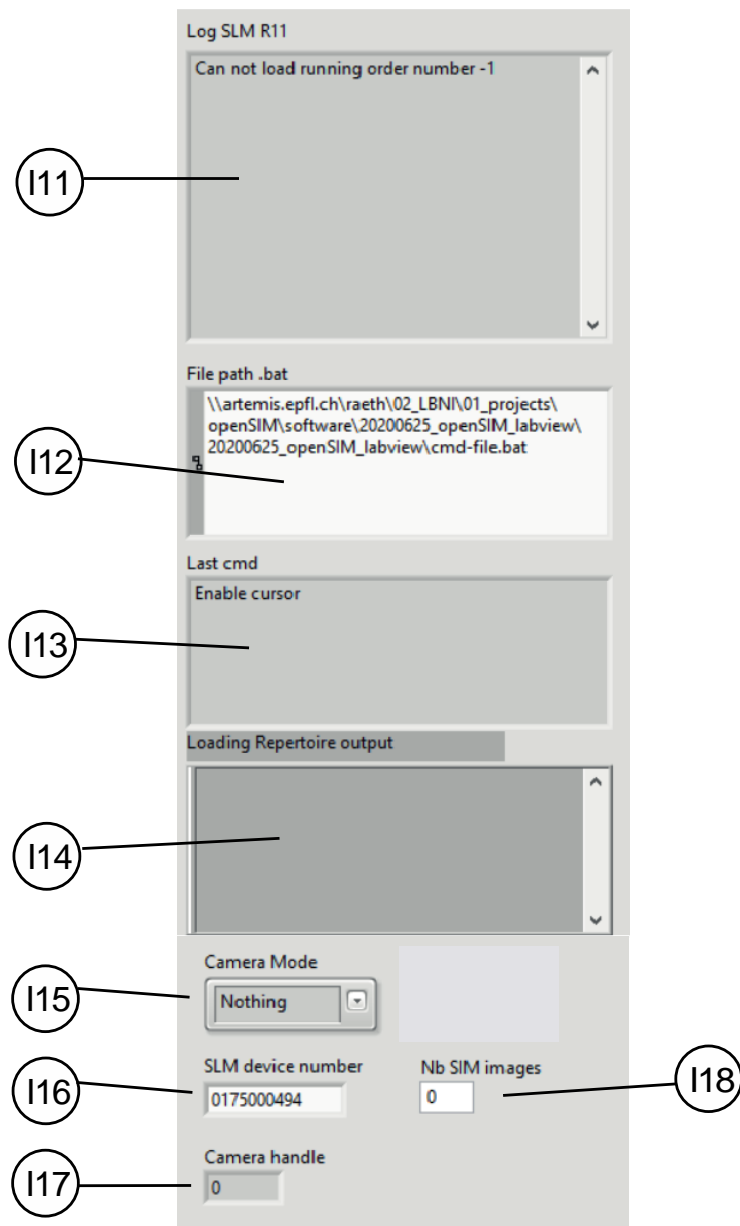 Log SLM R11
Can not load running order number -1
I11
File path .bat
\\artemis.epfl.ch\raeth\02_LBNI\01_projects\
openSIM\software\20200625_openSIM_labview\
20200625_openSIM_labview\cmd-file.bat
I12
Last cmd
Enable cursor
I13
Loading Repertoire output
I14
Camera Mode
Nothing
I15
SLM device number
0175000494
I16
Nb SIM images
0
I18
Camera handle
0
I17